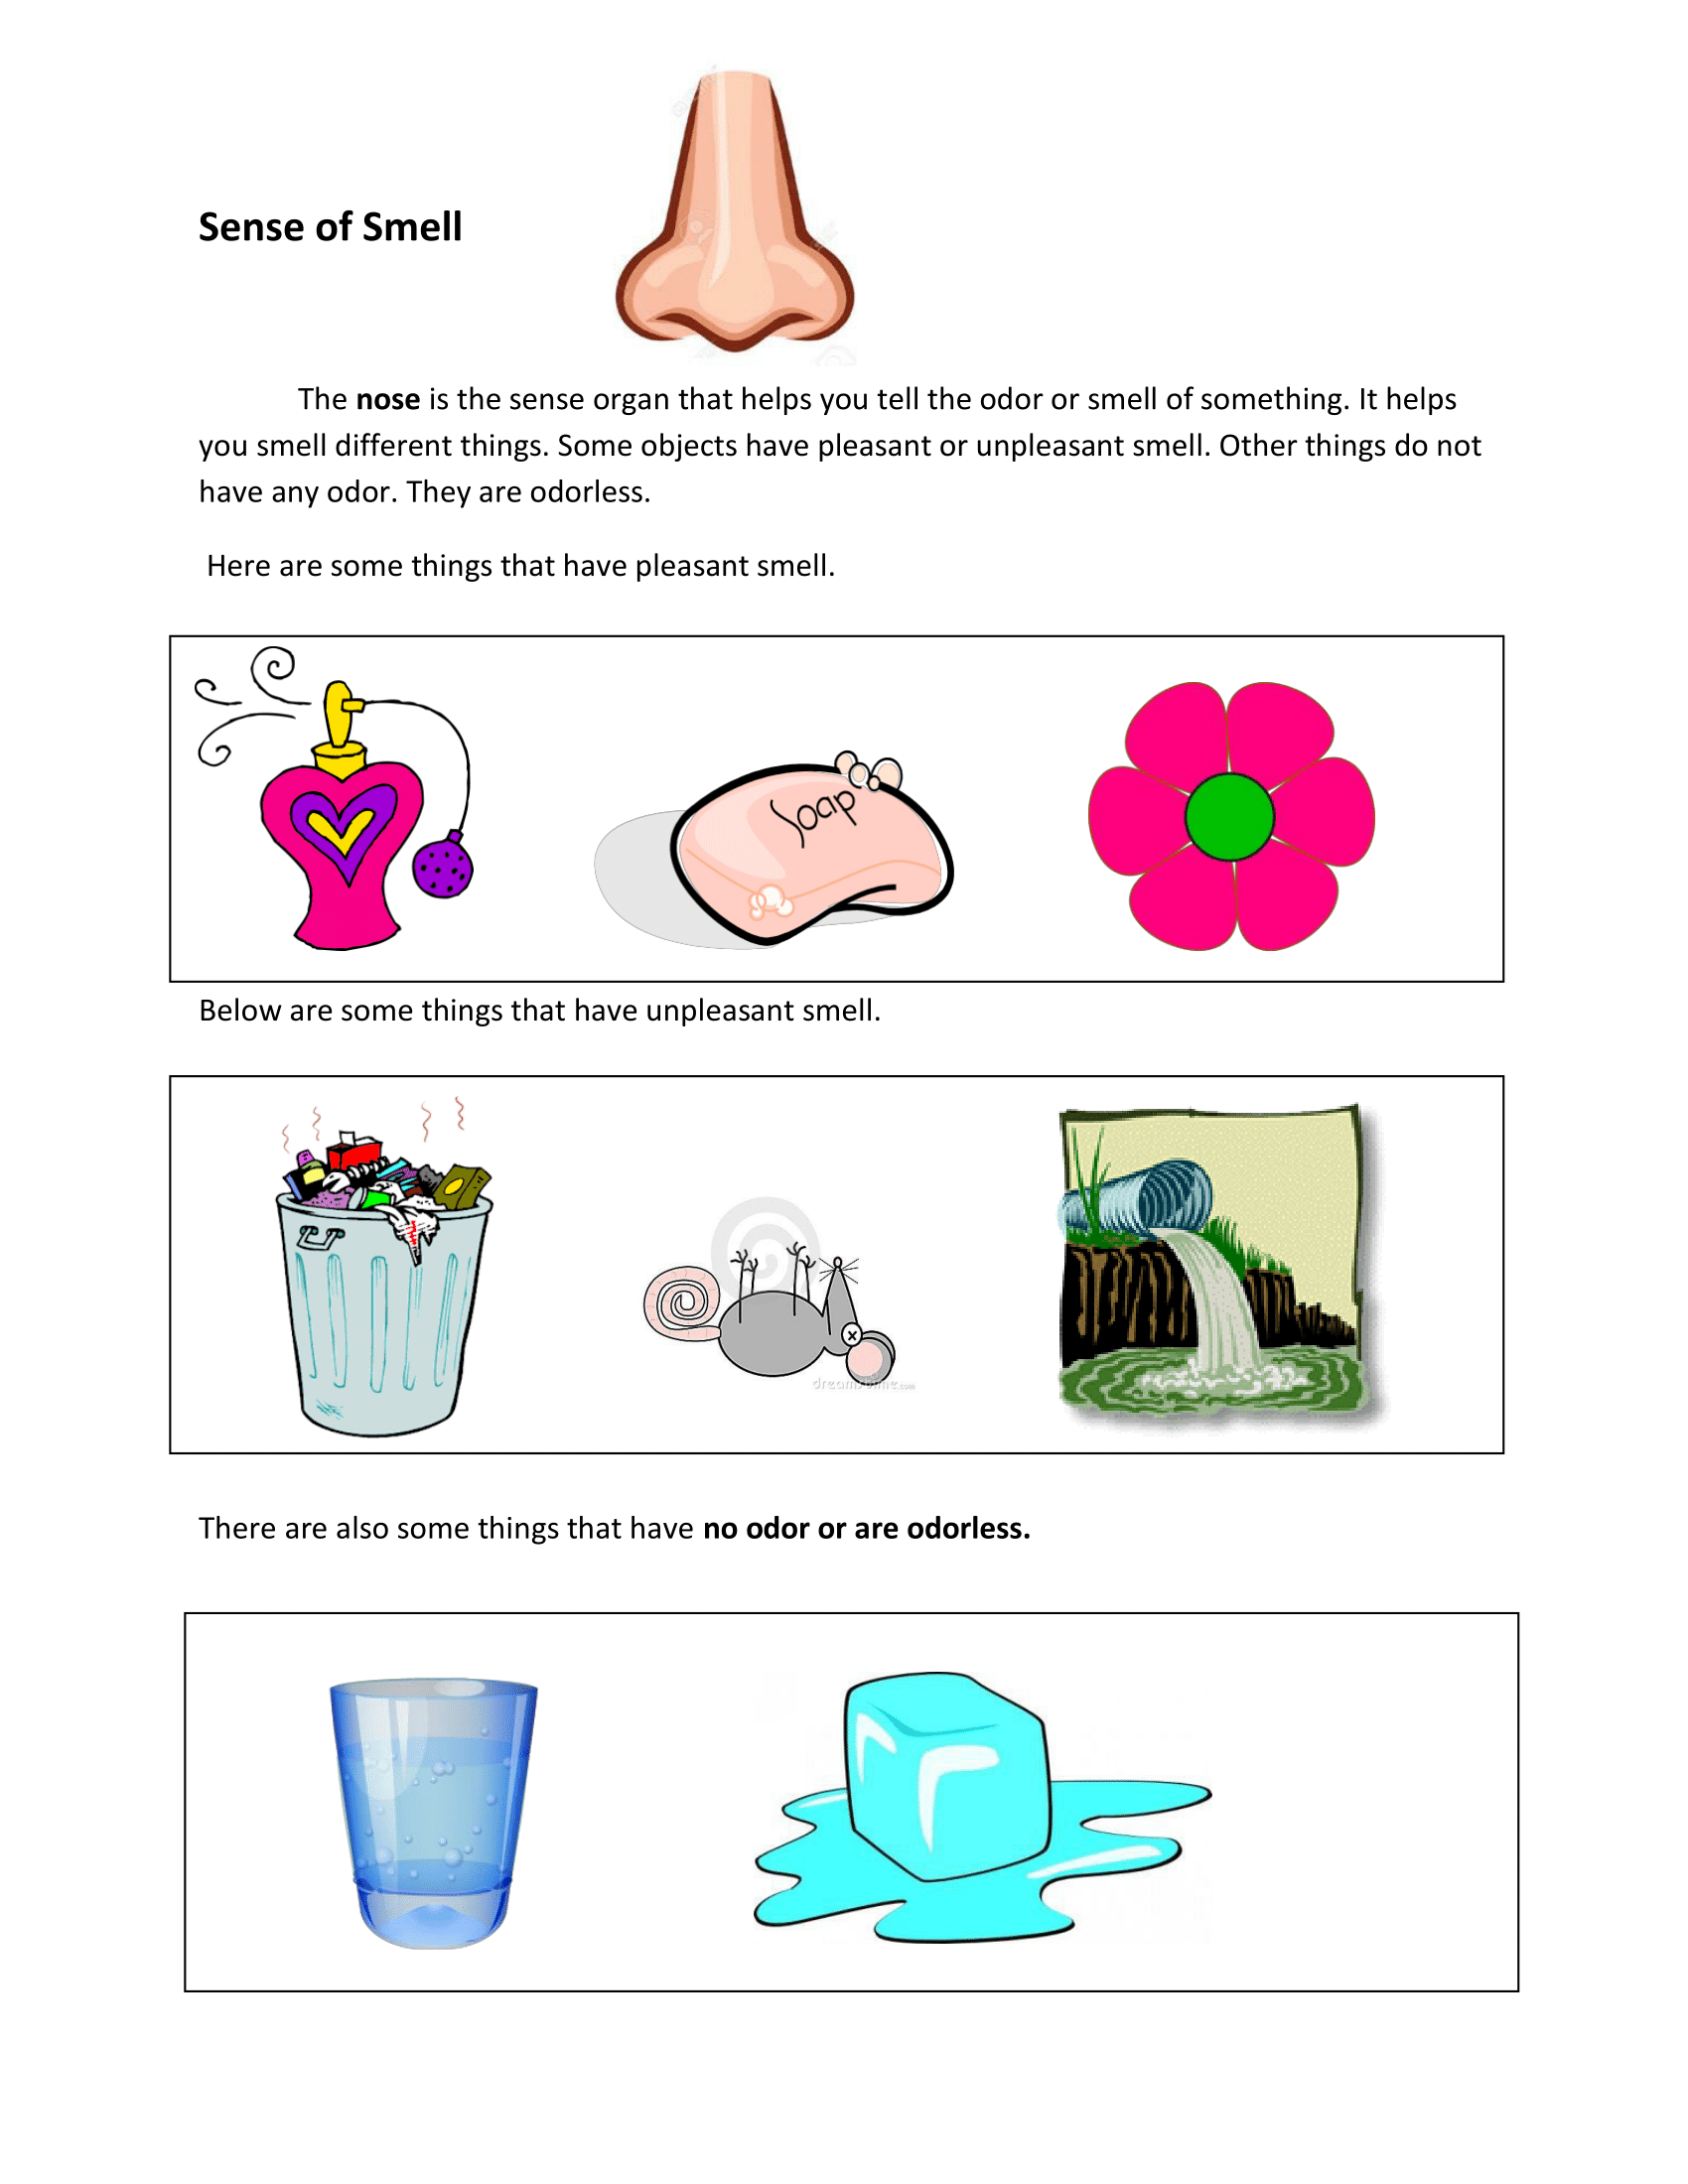 Sense of Smell
The nose is the sense organ that helps you tell the odor or smell of something. It helps
you smell different things. Some objects have pleasant or unpleasant smell. Other things do not
have any odor. They are odorless.
Here are some things that have pleasant smell.
Soap
Below are some things that have unpleasant smell.
dreamstime.com
There are also some things that have no odor or are odorless.